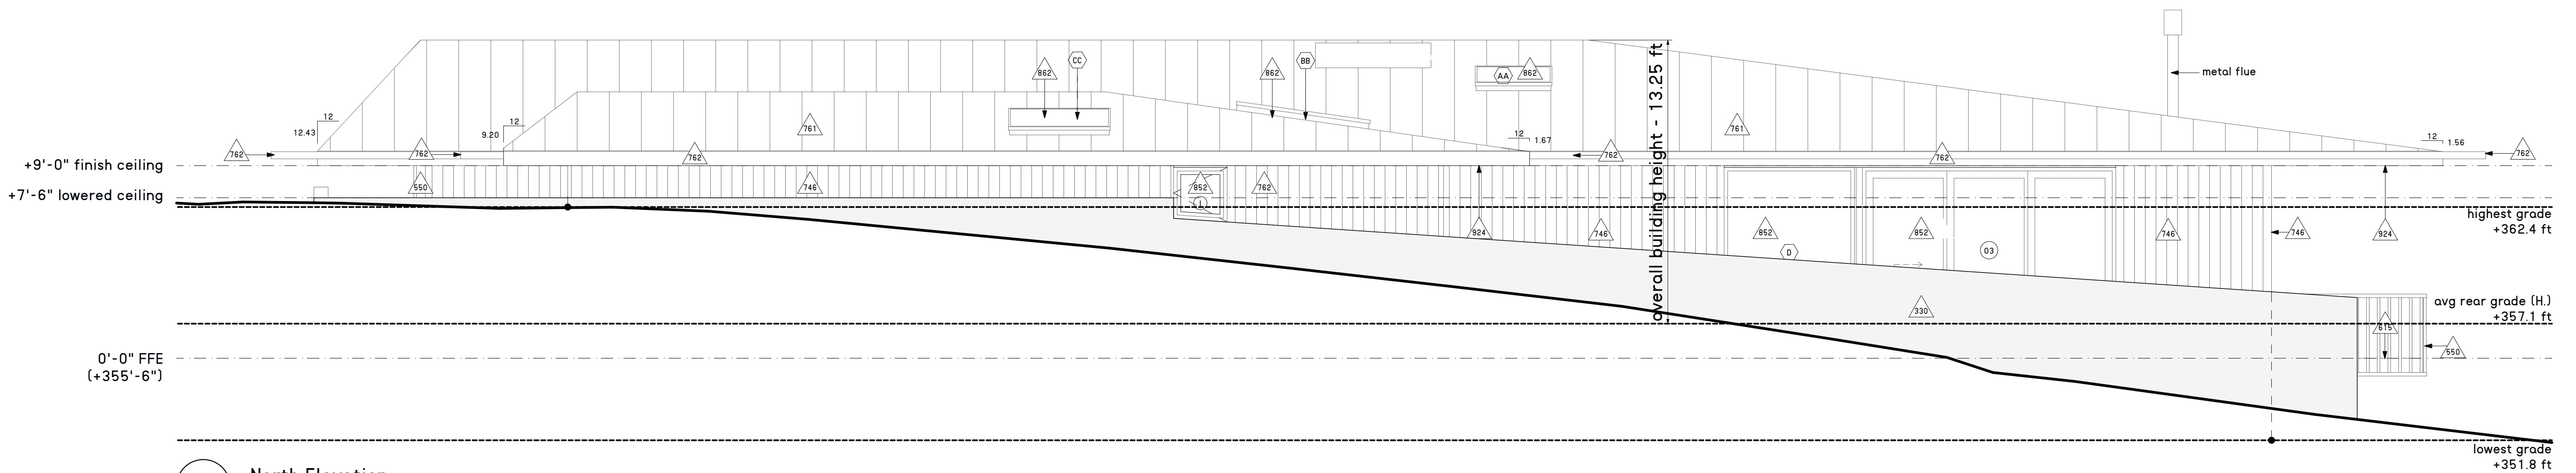 CC
BB
862
862
AA
862
metal flue
12
12.43
12
9.20
761
761
12
1.67
12
1.56
762
762
762
762
762
762
+9'-0" finish ceiling
+7'-6" lowered ceiling
550
746
852
762
overall building height - 13.25 ft
highest grade
+362.4 ft
924
746
852
852
746
746
924
D
03
330
avg rear grade (H.)
+357.1 ft
615
550
0'-0" FFE
(+355'-6")
lowest grade
+351.8 ft
North Elevation